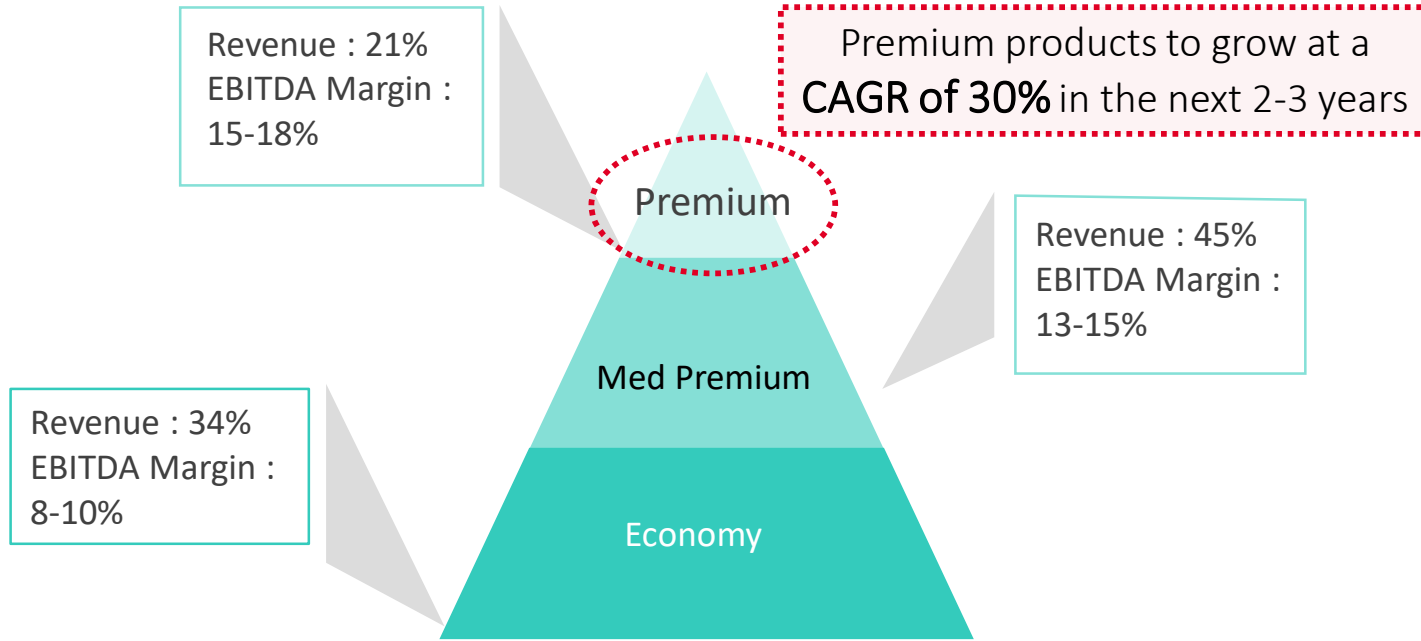 Revenue : 21%
EBITDA Margin :
15-18%
Premium products to grow at a
CAGR of 30% in the next 2-3 years
Premium
Revenue : 45%
EBITDA Margin :
13-15%
Med Premium
Revenue : 34%
EBITDA Margin :
8-10%
Economy